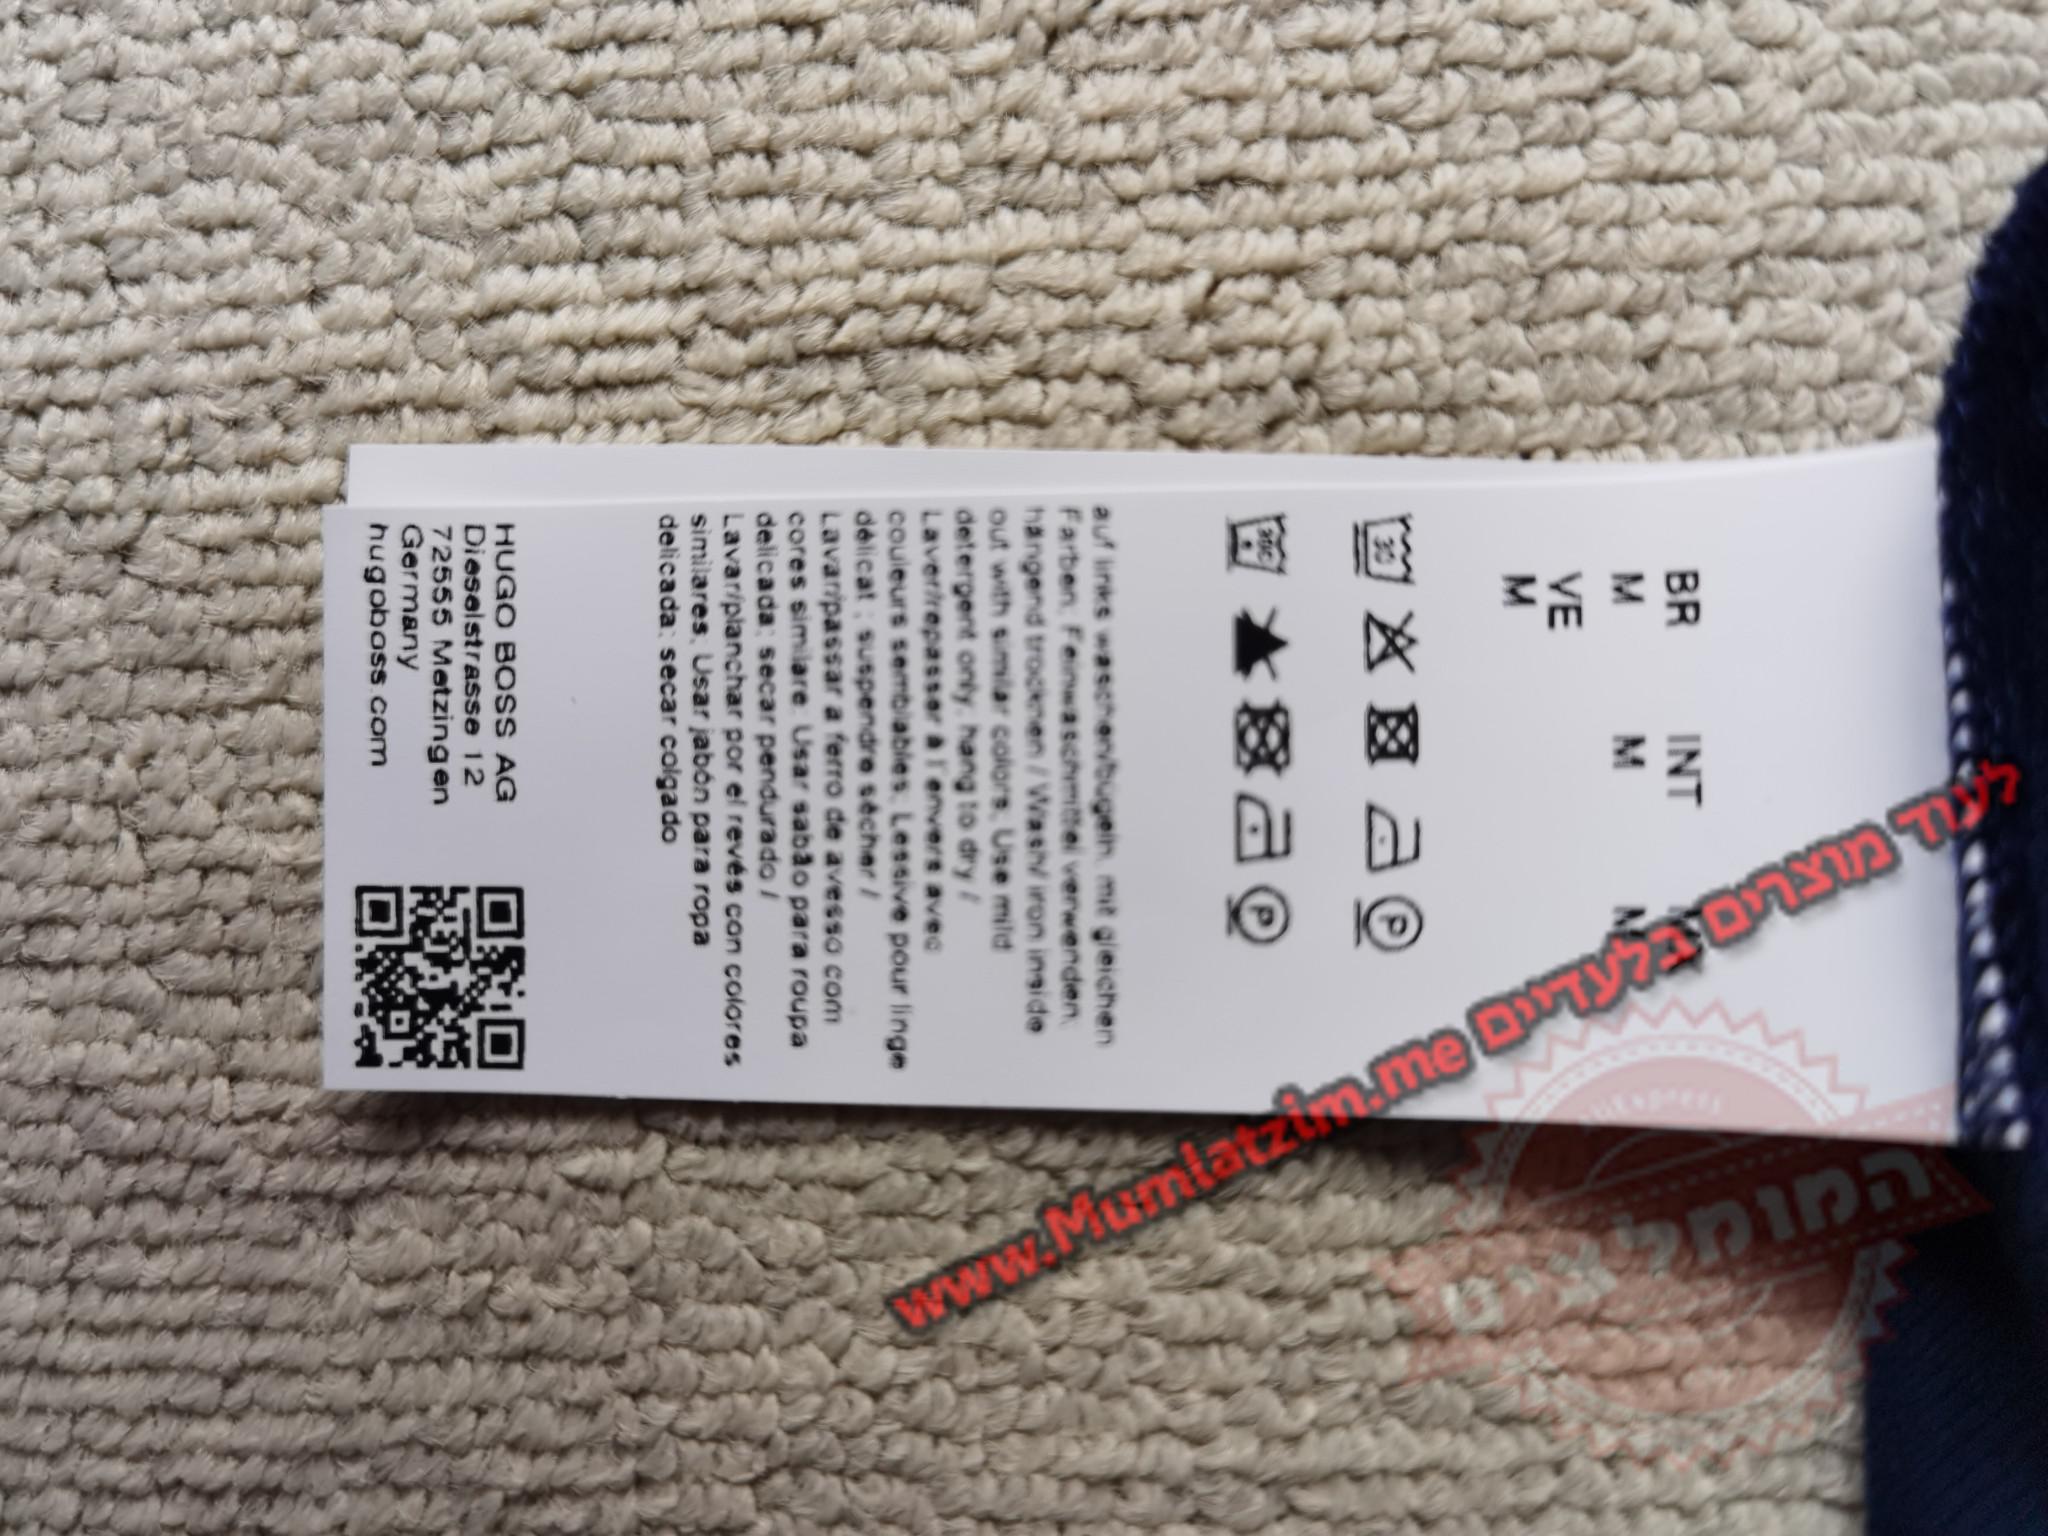 BR INT
M M
VE
M
30
30C
auf links waschen/bügeln, mit gleichen
Farben, Feinwaschmittel verwenden,
hängend trocknen / Wash/ iron inside
out with similar colors, Use mild
detergent only, hang to dry /
Laver/repasser à l'envers avec
couleurs semblables; Lessive pour linge
délicat ; suspendre sécher /
Lavar/passar a ferro de avesso com
cores similare. Usar sabão para roupa
delicada; secar pendurado /
Lavar/planchar por el revés con colores
similares, Usar jabón para ropa
delicada; secar colgado
HUGO BOSS AG
Dieselstrasse 12
72555 Metzingen
Germany
hugoboss.com
לעוד מוצרים בלעדיים www.Mumlatzim.me
המומלצים